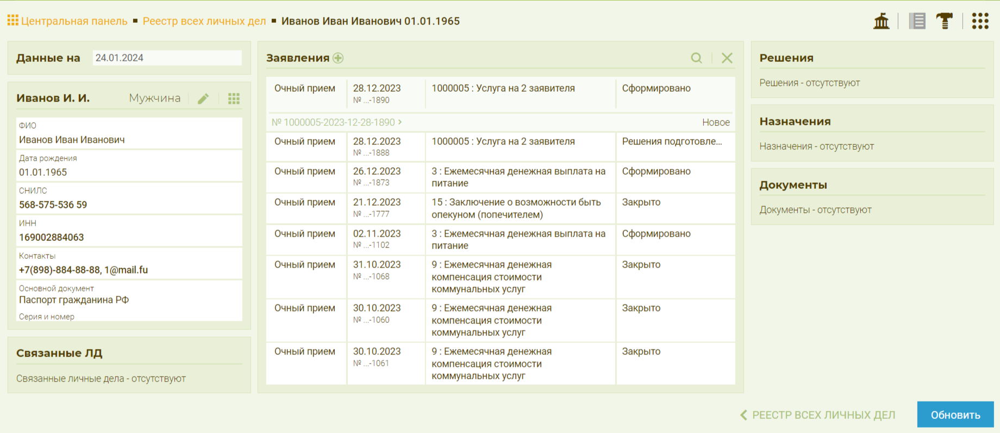 Центральная панель ▪ Реестр всех личных дел ▪ Иванов Иван Иванович 01.01.1965
Данные на 24.01.2024
Иванов И. И. Мужчина
ФИО
Иванов Иван Иванович
Дата рождения
01.01.1965
СНИЛС
568-575-536 59
ИНН
169002884063
Контакты
+7(898)-884-88-88, 1@mail.fu
Основной документ
Паспорт гражданина РФ
Серия и номер
Связанные ЛД
Связанные личные дела - отсутствуют
Заявления
Очный прием 28.12.2023 1000005 : Услуга на 2 заявителя Сформировано
№ ...-1890
№ 1000005-2023-12-28-1890 › Новое
Очный прием 28.12.2023 1000005 : Услуга на 2 заявителя Решения подготовле...
№ ...-1888
Очный прием 26.12.2023 3 : Ежемесячная денежная выплата на Сформировано
№ ...-1873 питание
Очный прием 21.12.2023 15 : Заключение о возможности быть Закрыто
№ ...-1777 опекуном (попечителем)
Очный прием 02.11.2023 3 : Ежемесячная денежная выплата на Сформировано
№ ...-1102 питание
Очный прием 31.10.2023 9 : Ежемесячная денежная Закрыто
№ ...-1068 компенсация стоимости
коммунальных услуг
Очный прием 30.10.2023 9 : Ежемесячная денежная Закрыто
№ ...-1060 компенсация стоимости
коммунальных услуг
Очный прием 30.10.2023 9 : Ежемесячная денежная Закрыто
№ ...-1061 компенсация стоимости
коммунальных услуг
Решения
Решения - отсутствуют
Назначения
Назначения - отсутствуют
Документы
Документы - отсутствуют
РЕЕСТР ВСЕХ ЛИЧНЫХ ДЕЛ
Обновить